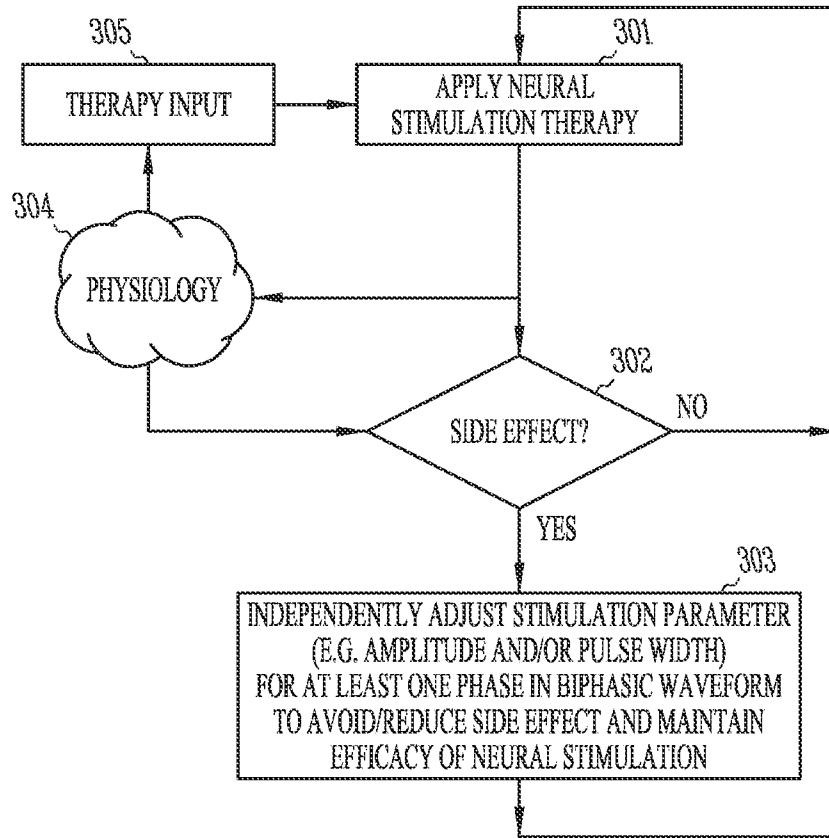 305
THERAPY INPUT
301
APPLY NEURAL
STIMULATION THERAPY
304
PHYSIOLOGY
302
SIDE EFFECT?
NO
YES
303
INDEPENDENTLY ADJUST STIMULATION PARAMETER
(E.G. AMPLITUDE AND/OR PULSE WIDTH)
FOR AT LEAST ONE PHASE IN BIPHASIC WAVEFORM
TO AVOID/REDUCE SIDE EFFECT AND MAINTAIN
EFFICACY OF NEURAL STIMULATION